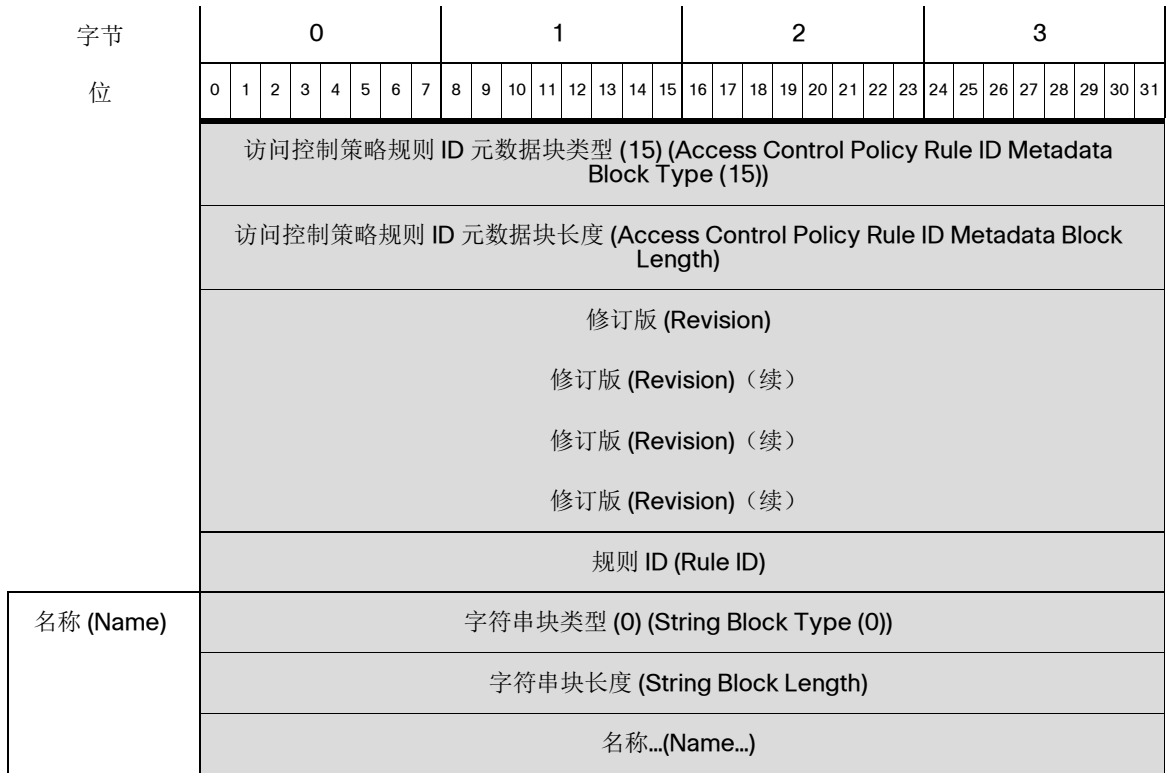 字节 0 1 2 3
位 0 1 2 3 4 5 6 7 8 9 10 11 12 13 14 15 16 17 18 19 20 21 22 23 24 25 26 27 28 29 30 31
访问控制策略规则 ID 元数据块类型 (15) (Access Control Policy Rule ID Metadata
Block Type (15))
访问控制策略规则 ID 元数据块长度 (Access Control Policy Rule ID Metadata Block
Length)
修订版 (Revision)
修订版 (Revision)（续）
修订版 (Revision)（续）
修订版 (Revision)（续）
规则 ID (Rule ID)
名称 (Name) 字符串块类型 (0) (String Block Type (0))
字符串块长度 (String Block Length)
名称...(Name...)